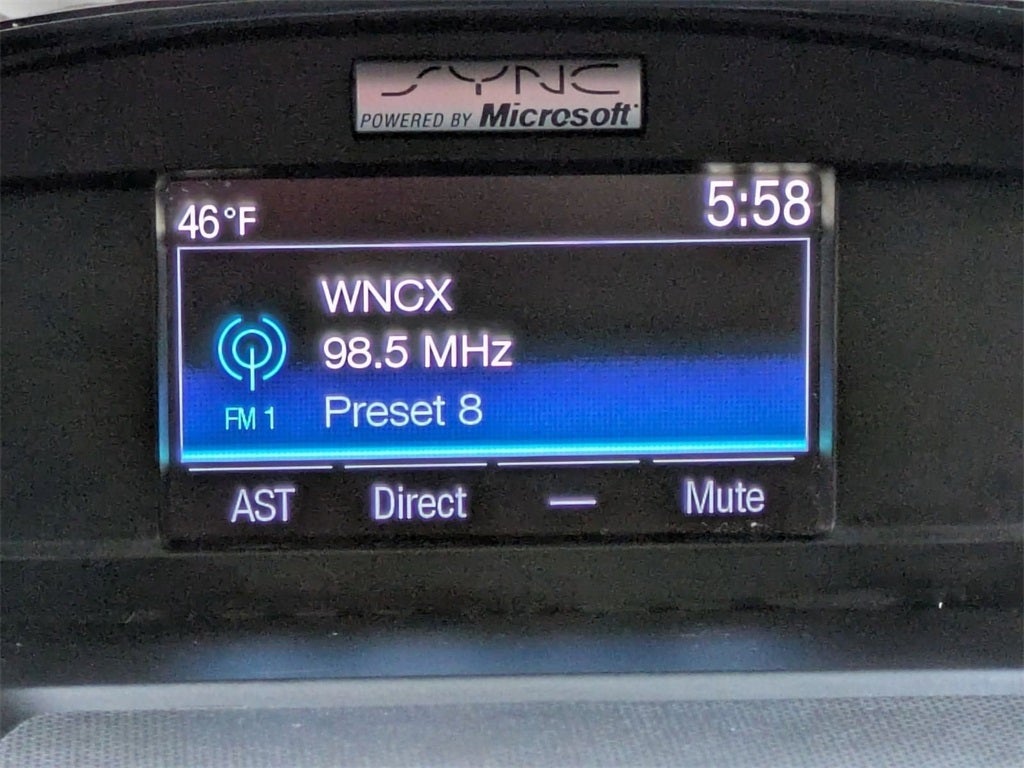 SYNC
POWERED BY Microsoft
46°F 5:58
WNCX
98.5 MHz
FM 1 Preset 8
AST Direct — Mute